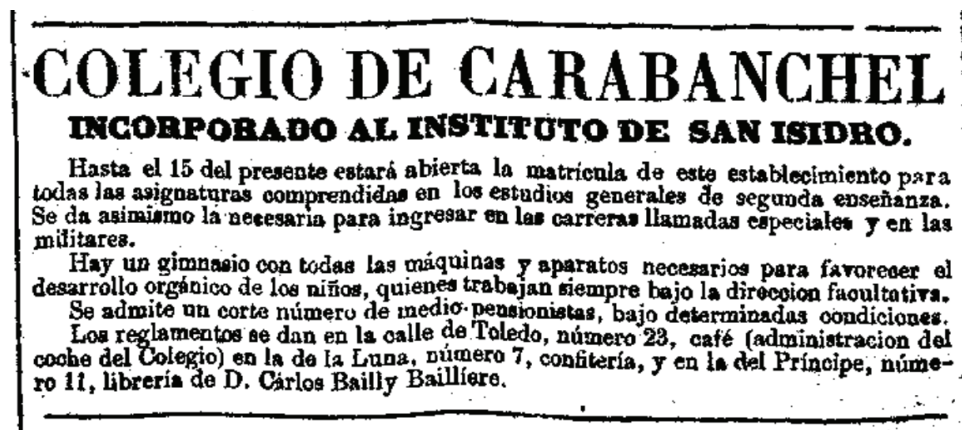 COLEGIO DE CARABANCHEL
INCORPORADO AL INSTITUTO DE SAN ISIDRO.
Hasta el 15 del presente estará abierta la matrícula de este establecimiento para
todas las asignaturas comprendidas en los estudios generales de segunda enseñanza.
Se da asimismo la necesaria para ingresar en las carreras llamadas especiales y en las
militares.
Hay un gimnasio con todas las máquinas y aparatos necesarios para favorecer el
desarrollo orgánico de los niños, quienes trabajan siempre bajo la direccion facultativa.
Se admite un corte número de medio-pensionistas, bajo determinadas condiciones.
Los reglamentos se dan en la calle de Toledo, número 23, café (administracion del
coche del Colegio) en la de la Luna, número 7, confitería, y en la del Príncipe, núme-
ro 11, librería de D. Cárlos Bailly Bailliere.